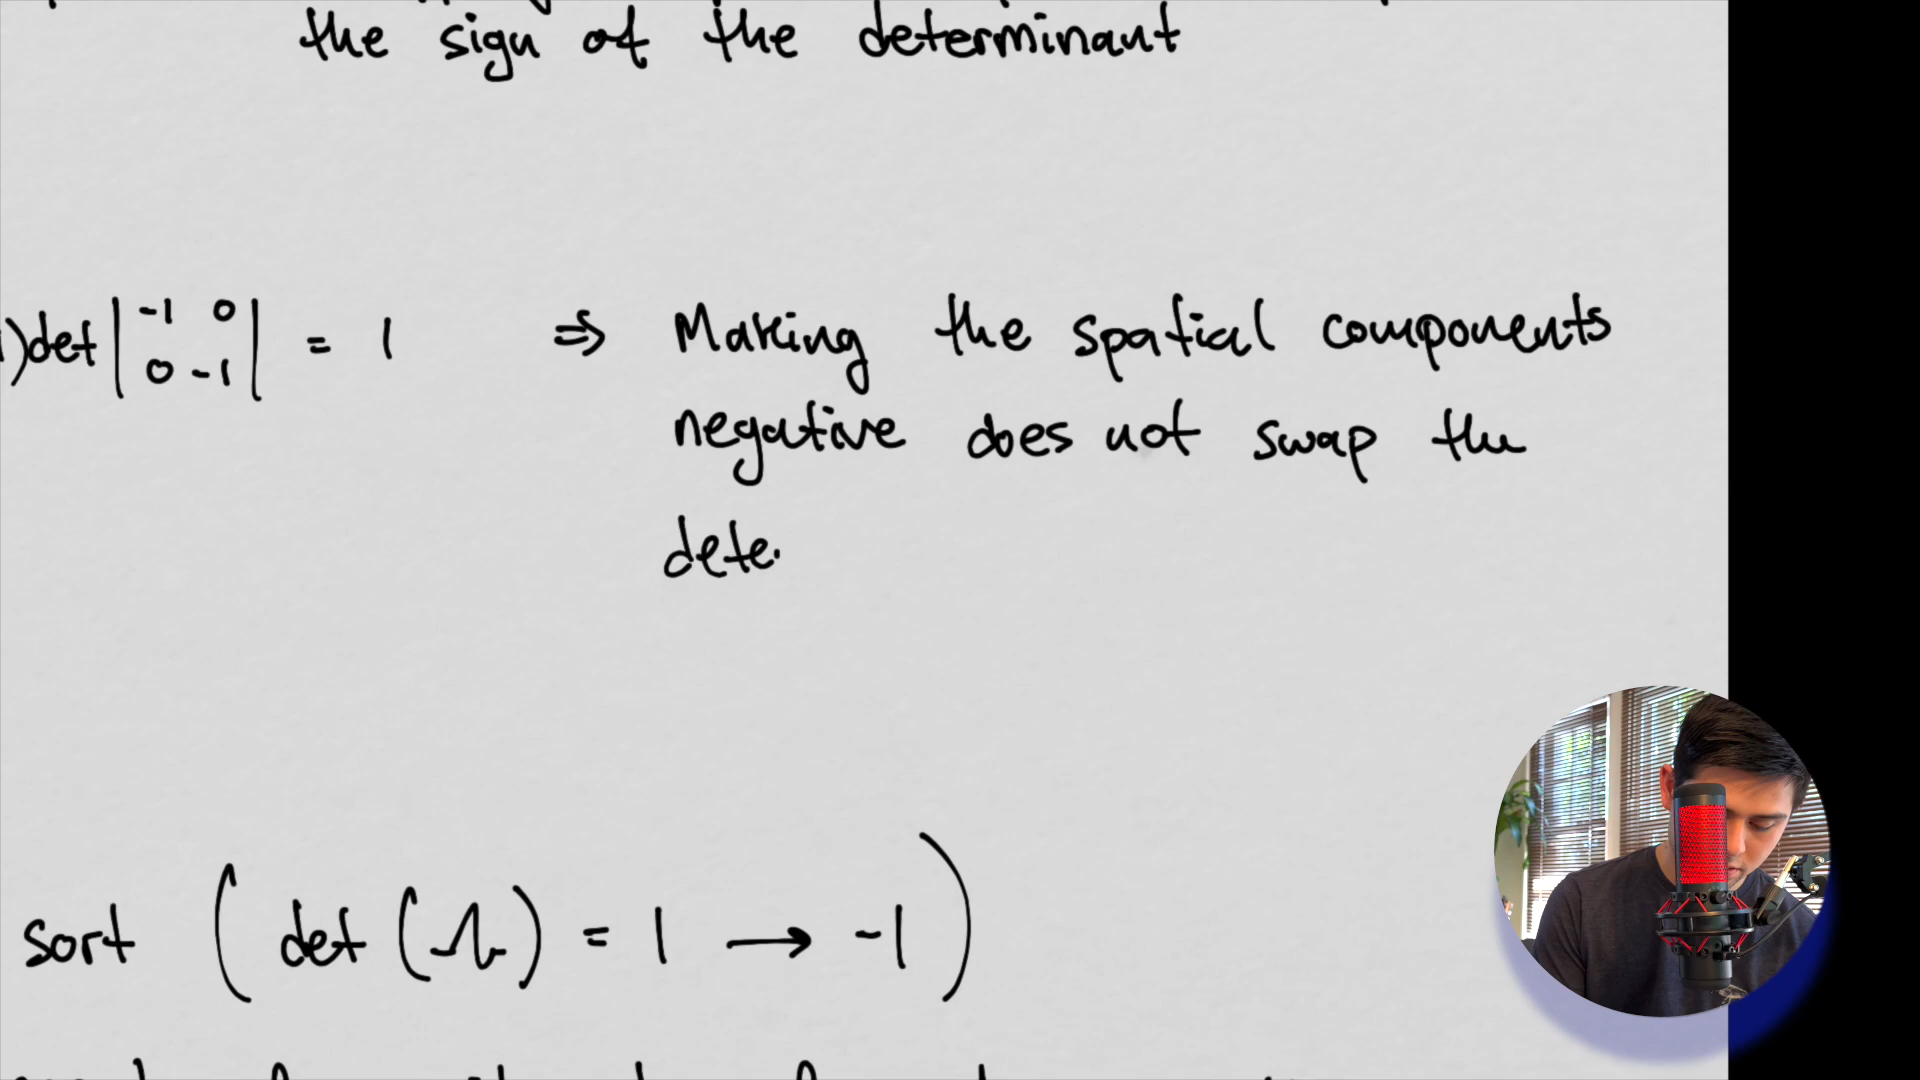 the sign of the determinant
)det | -1 0 | = 1 ⇒ Making the spatial components
| 0 -1 | negative does not swap the
dete.
sort ( det (Λ) = 1 → -1 )